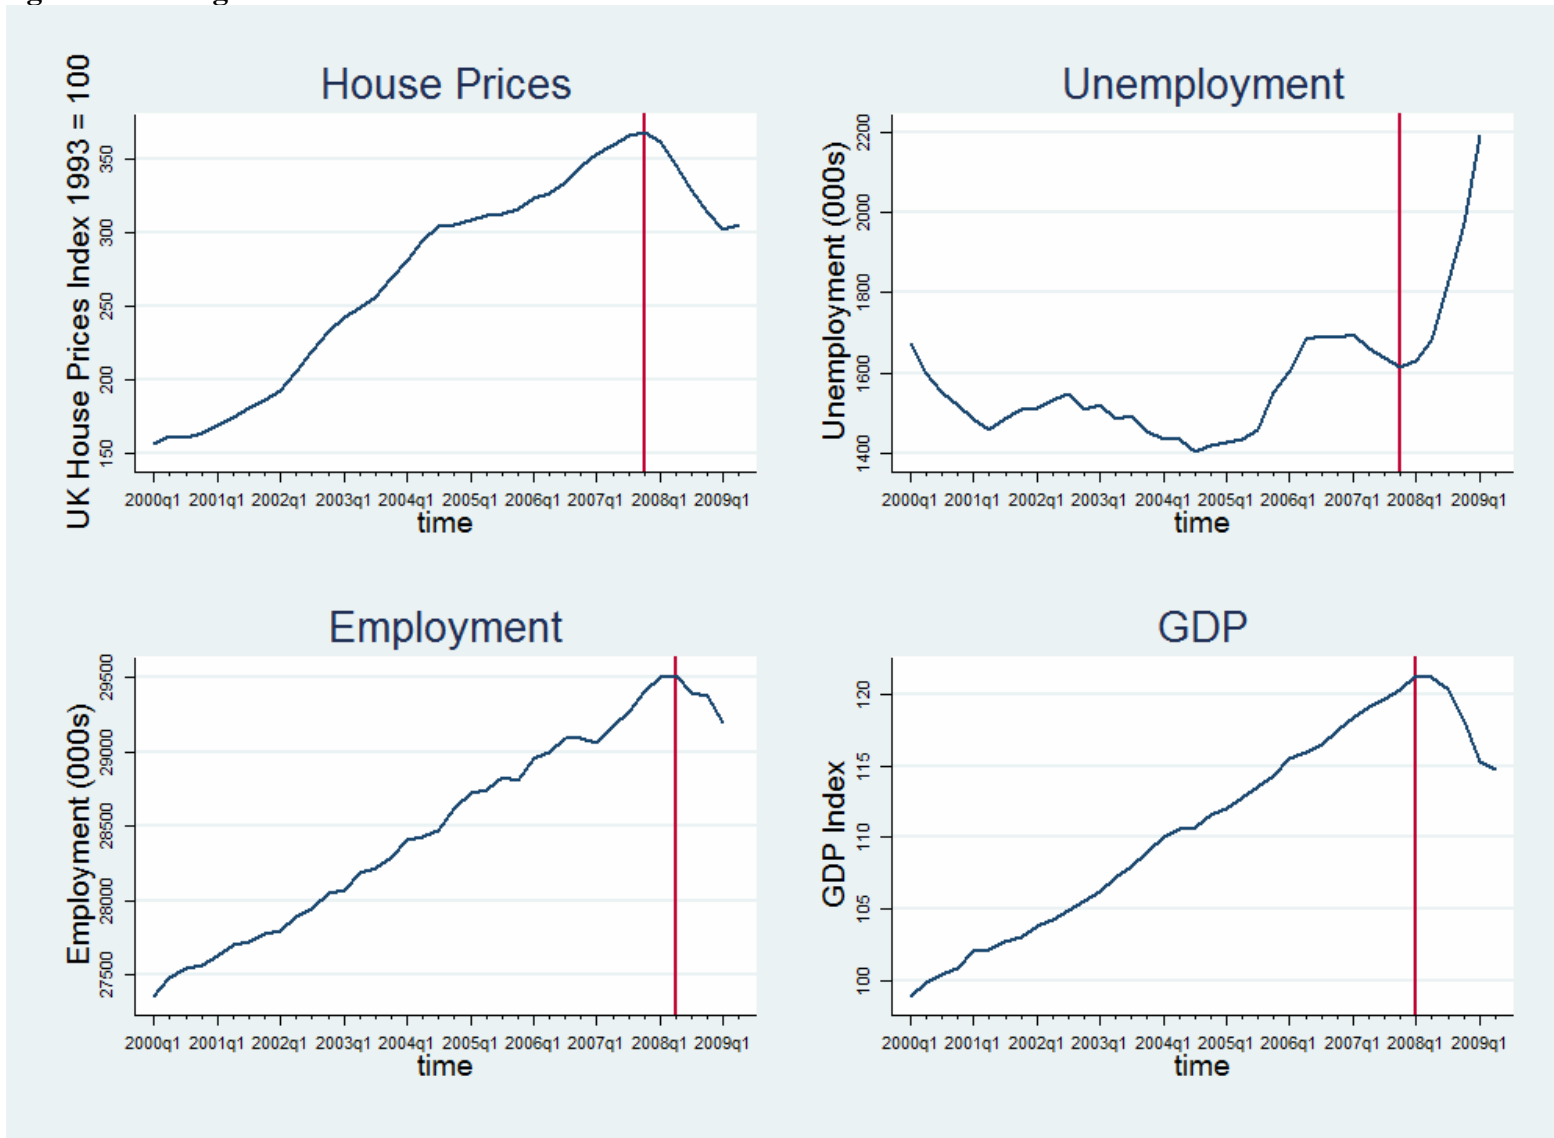 House Prices
UK House Prices Index 1993 = 100
350
300
250
200
150
2000q1 2001q1 2002q1 2003q1 2004q1 2005q1 2006q1 2007q1 2008q1 2009q1
time
Unemployment
Unemployment (000s)
2200
2000
1800
1600
1400
2000q1 2001q1 2002q1 2003q1 2004q1 2005q1 2006q1 2007q1 2008q1 2009q1
time
Employment
Employment (000s)
29500
29000
28500
28000
27500
2000q1 2001q1 2002q1 2003q1 2004q1 2005q1 2006q1 2007q1 2008q1 2009q1
time
GDP
GDP Index
120
115
110
105
100
2000q1 2001q1 2002q1 2003q1 2004q1 2005q1 2006q1 2007q1 2008q1 2009q1
time